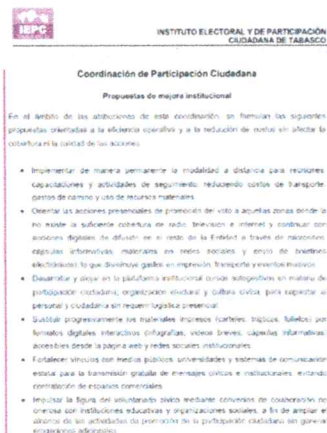 IEPC
TABASCO
INSTITUTO ELECTORAL Y DE PARTICIPACIÓN
CIUDADANA DE TABASCO
Coordinación de Participación Ciudadana
Propuestas de mejora institucional
En el ámbito de las atribuciones de esta coordinación, se formulan las siguientes
propuestas orientadas a la eficiencia operativa y a la reducción de costos sin afectar la
cobertura ni la calidad de las acciones
• Implementar de manera permanente la modalidad a distancia para reuniones,
capacitaciones y actividades de seguimiento, reduciendo costos de transporte,
gastos de camino y uso de recursos materiales.
• Orientar las acciones presenciales de promoción del voto a aquellas zonas donde la
no existe la suficiente cobertura de radio, televisión e internet y continuar con
acciones digitales de difusión en el resto de la Entidad a través de micrositios,
cápsulas informativas, materiales en redes sociales y envío de boletines
electrónicos, lo que disminuye gastos en impresión, transporte y eventos masivos.
• Desarrollar y alojar en la plataforma institucional cursos autogestivos en materia de
participación ciudadana, organización electoral y cultura cívica, para capacitar al
personal y ciudadanía sin requerir logística presencial.
• Sustituir progresivamente los materiales impresos (carteles, trípticos, folletos) por
formatos digitales interactivos (infografías, videos breves, cápsulas informativas)
accesibles desde la página web y redes sociales institucionales.
• Fortalecer vínculos con medios públicos, universidades y sistemas de comunicación
estatal para la transmisión gratuita de mensajes cívicos e institucionales, evitando
contratación de espacios comerciales.
• Impulsar la figura del voluntariado cívico mediante convenios de colaboración no
onerosa con instituciones educativas y organizaciones sociales, a fin de ampliar el
alcance de las actividades de promoción de la participación ciudadana sin generar
erogaciones adicionales.